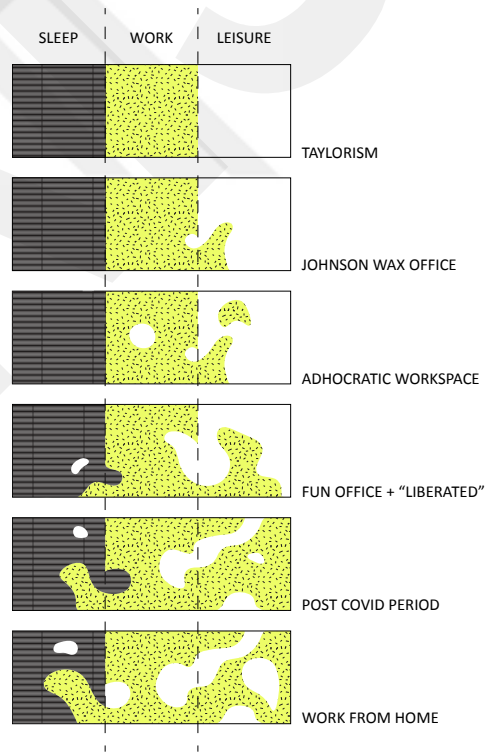 SLEEP WORK LEISURE
TAYLORISM
JOHNSON WAX OFFICE
ADHOCRATIC WORKSPACE
FUN OFFICE + “LIBERATED”
POST COVID PERIOD
WORK FROM HOME